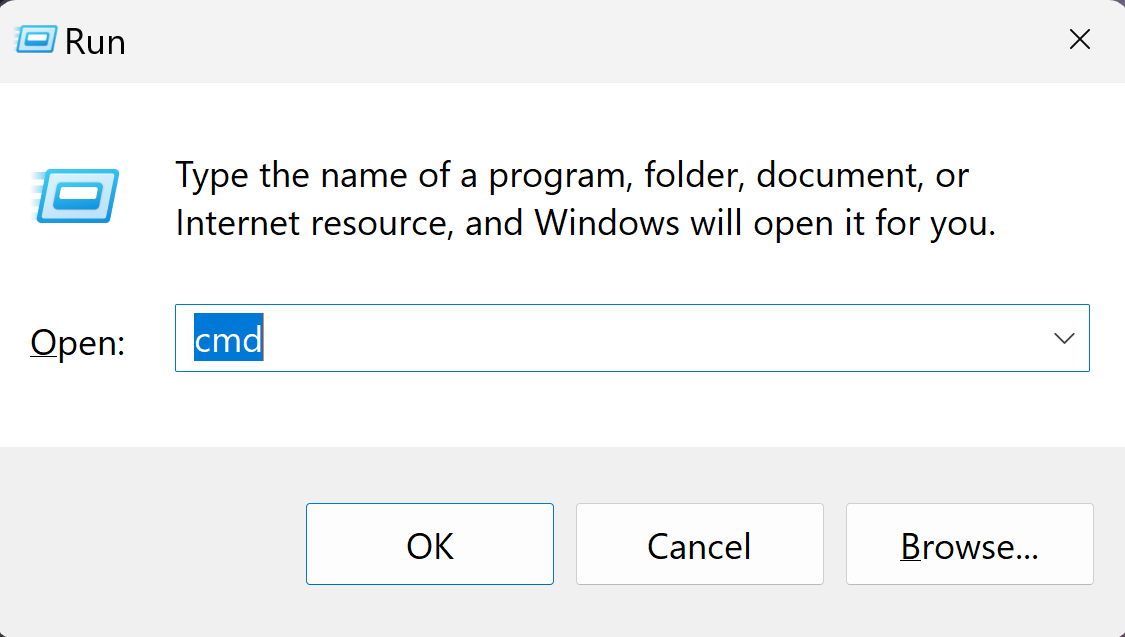 Run
Type the name of a program, folder, document, or
Internet resource, and Windows will open it for you.
Open:
cmd
OK
Cancel
Browse...